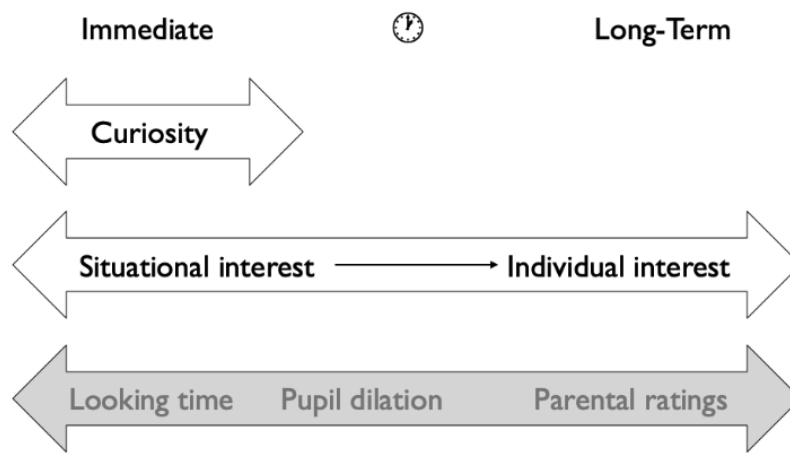 Immediate Long-Term
Curiosity
Situational interest Individual interest
Looking time Pupil dilation Parental ratings